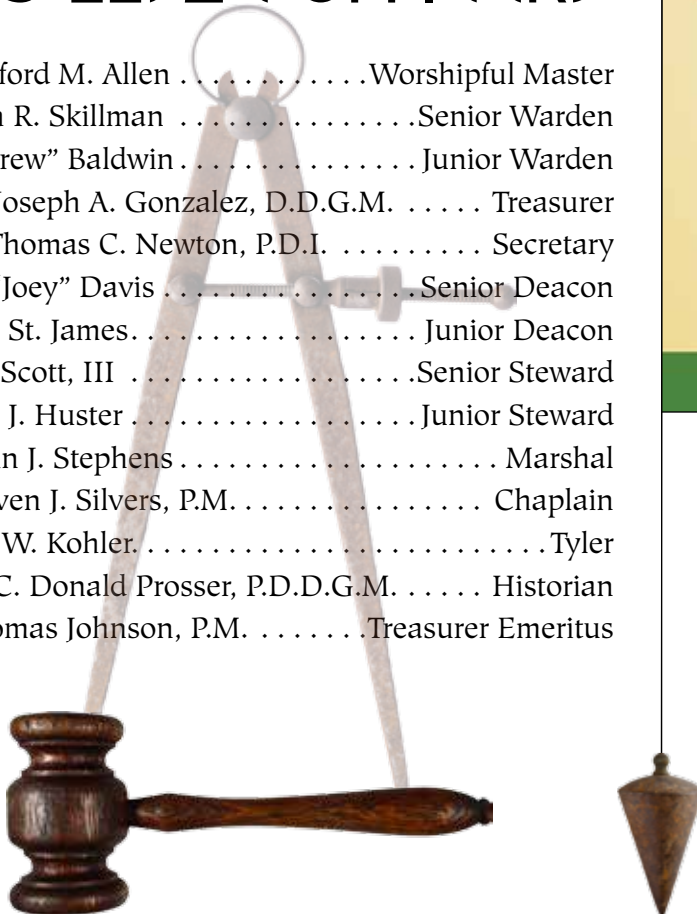 ford M. Allen . . . . . . . . . . . .Worshipful Master
R. Skillman . . . . . . . . . . . . . . .Senior Warden
rew” Baldwin . . . . . . . . . . . . . . . Junior Warden
Joseph A. Gonzalez, D.D.G.M. . . . . . Treasurer
Thomas C. Newton, P.D.I. . . . . . . . . . Secretary
“Joey” Davis . . . . . . . . . . . . . . . .Senior Deacon
St. James. . . . . . . . . . . . . . . . . . . Junior Deacon
Scott, III . . . . . . . . . . . . . . . . . .Senior Steward
J. Huster . . . . . . . . . . . . . . . . . . Junior Steward
n J. Stephens . . . . . . . . . . . . . . . . . . . . Marshal
ven J. Silvers, P.M. . . . . . . . . . . . . . . . Chaplain
W. Kohler. . . . . . . . . . . . . . . . . . . . . . . . . . .Tyler
C. Donald Prosser, P.D.D.G.M. . . . . . Historian
omas Johnson, P.M. . . . . . . .Treasurer Emeritus